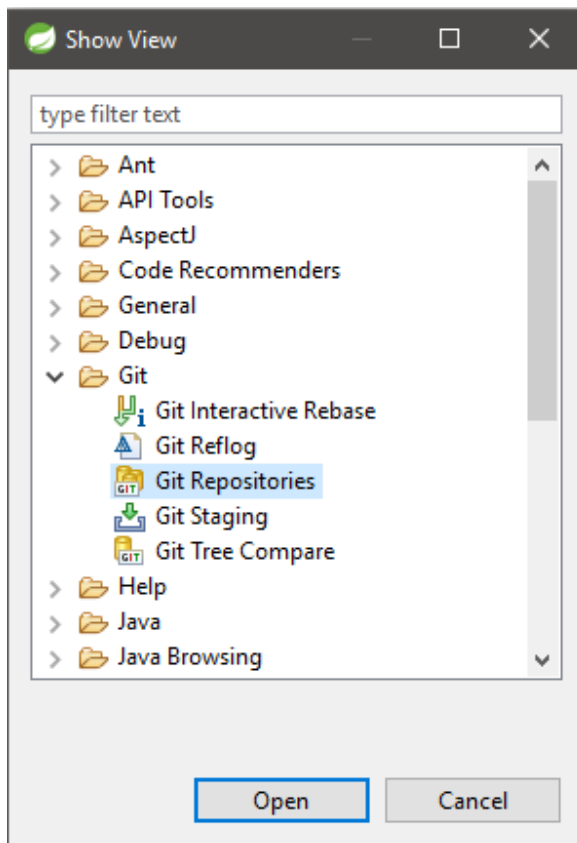 Show View
type filter text
Ant
API Tools
AspectJ
Code Recommenders
General
Debug
Git
Git Interactive Rebase
Git Reflog
Git Repositories
Git Staging
Git Tree Compare
Help
Java
Java Browsing
Open Cancel